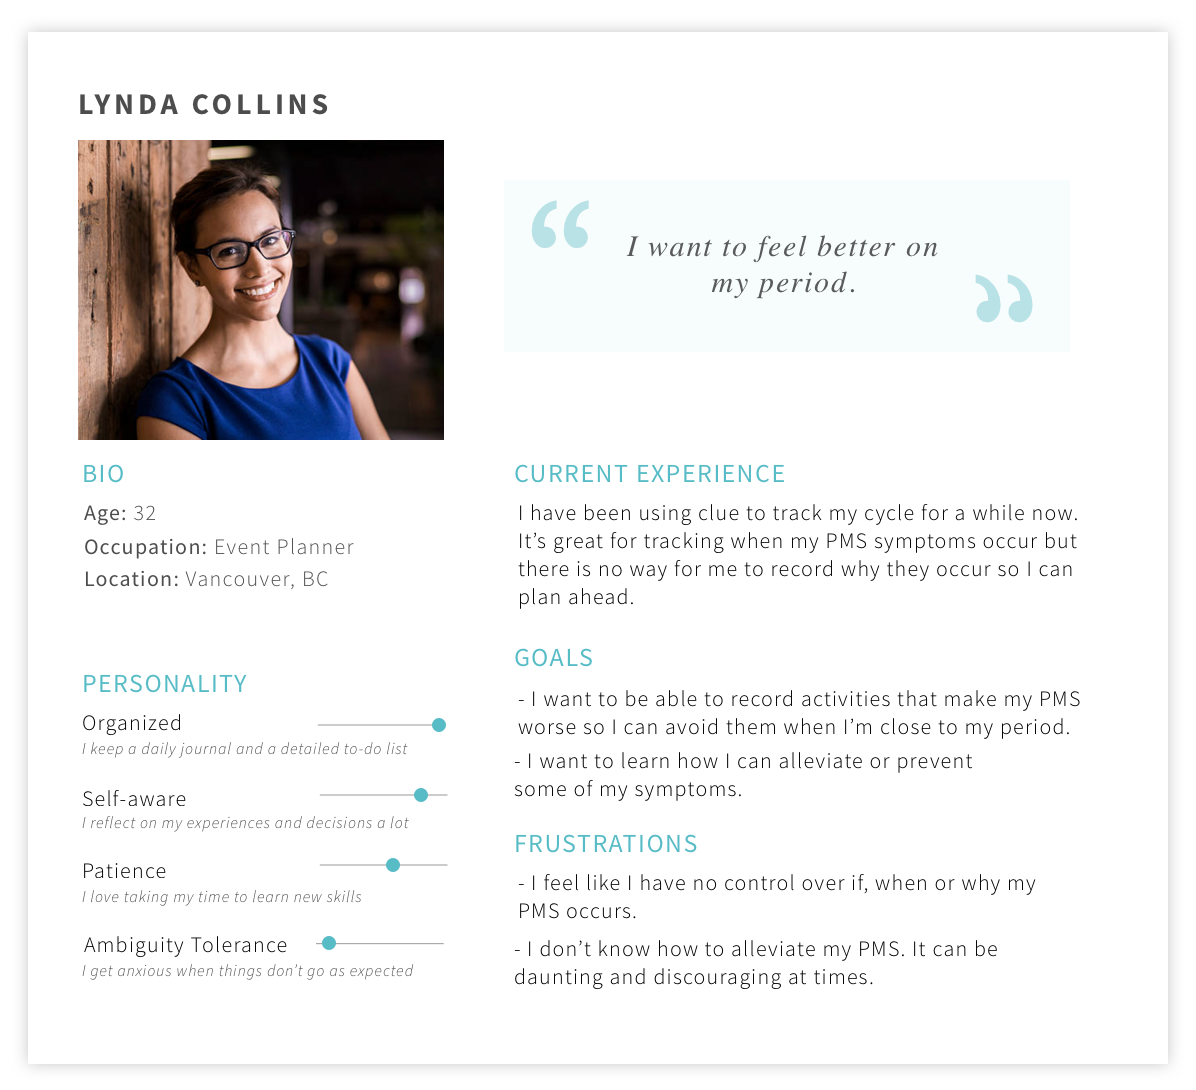 LYNDA COLLINS
“ I want to feel better on
my period. ”
BIO
Age: 32
Occupation: Event Planner
Location: Vancouver, BC
PERSONALITY
Organized
I keep a daily journal and a detailed to-do list
Self-aware
I reflect on my experiences and decisions a lot
Patience
I love taking my time to learn new skills
Ambiguity Tolerance
I get anxious when things don’t go as expected
CURRENT EXPERIENCE
I have been using clue to track my cycle for a while now.
It’s great for tracking when my PMS symptoms occur but
there is no way for me to record why they occur so I can
plan ahead.
GOALS
- I want to be able to record activities that make my PMS
worse so I can avoid them when I’m close to my period.
- I want to learn how I can alleviate or prevent
some of my symptoms.
FRUSTRATIONS
- I feel like I have no control over if, when or why my
PMS occurs.
- I don’t know how to alleviate my PMS. It can be
daunting and discouraging at times.